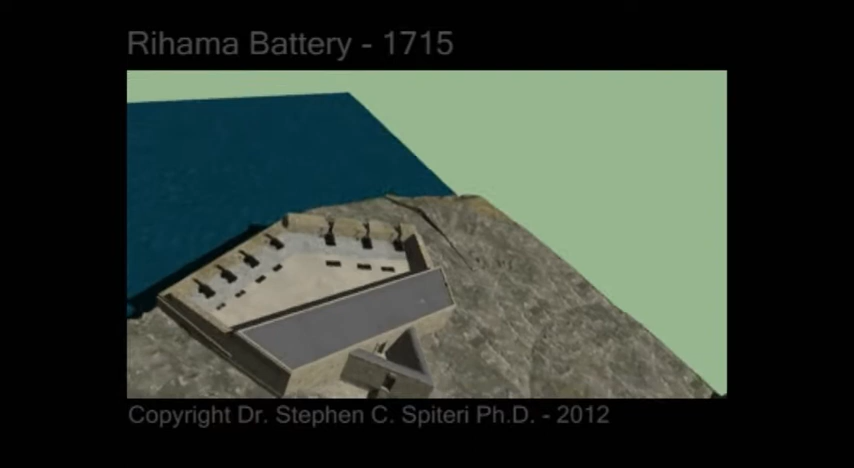 Rihama Battery - 1715
Copyright Dr. Stephen C. Spiteri Ph.D. - 2012